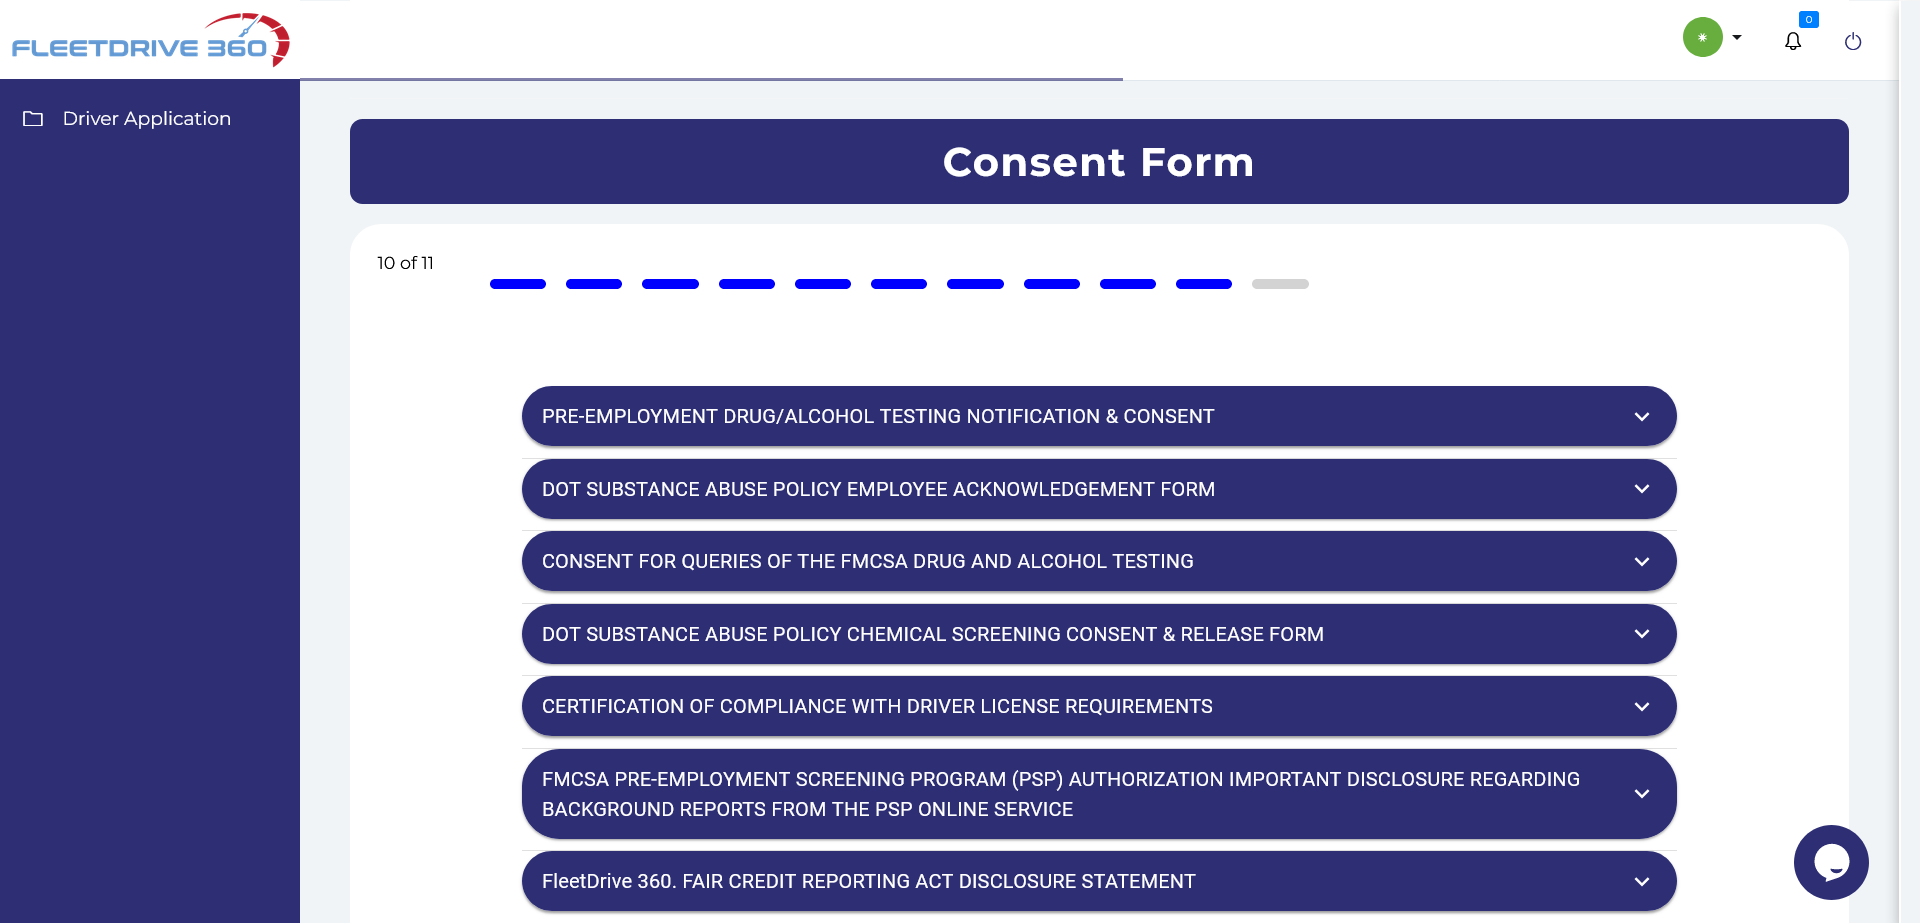 FLEETDRIVE 360
0
Driver Application
Consent Form
10 of 11
PRE-EMPLOYMENT DRUG/ALCOHOL TESTING NOTIFICATION & CONSENT
DOT SUBSTANCE ABUSE POLICY EMPLOYEE ACKNOWLEDGEMENT FORM
CONSENT FOR QUERIES OF THE FMCSA DRUG AND ALCOHOL TESTING
DOT SUBSTANCE ABUSE POLICY CHEMICAL SCREENING CONSENT & RELEASE FORM
CERTIFICATION OF COMPLIANCE WITH DRIVER LICENSE REQUIREMENTS
FMCSA PRE-EMPLOYMENT SCREENING PROGRAM (PSP) AUTHORIZATION IMPORTANT DISCLOSURE REGARDING
BACKGROUND REPORTS FROM THE PSP ONLINE SERVICE
FleetDrive 360. FAIR CREDIT REPORTING ACT DISCLOSURE STATEMENT